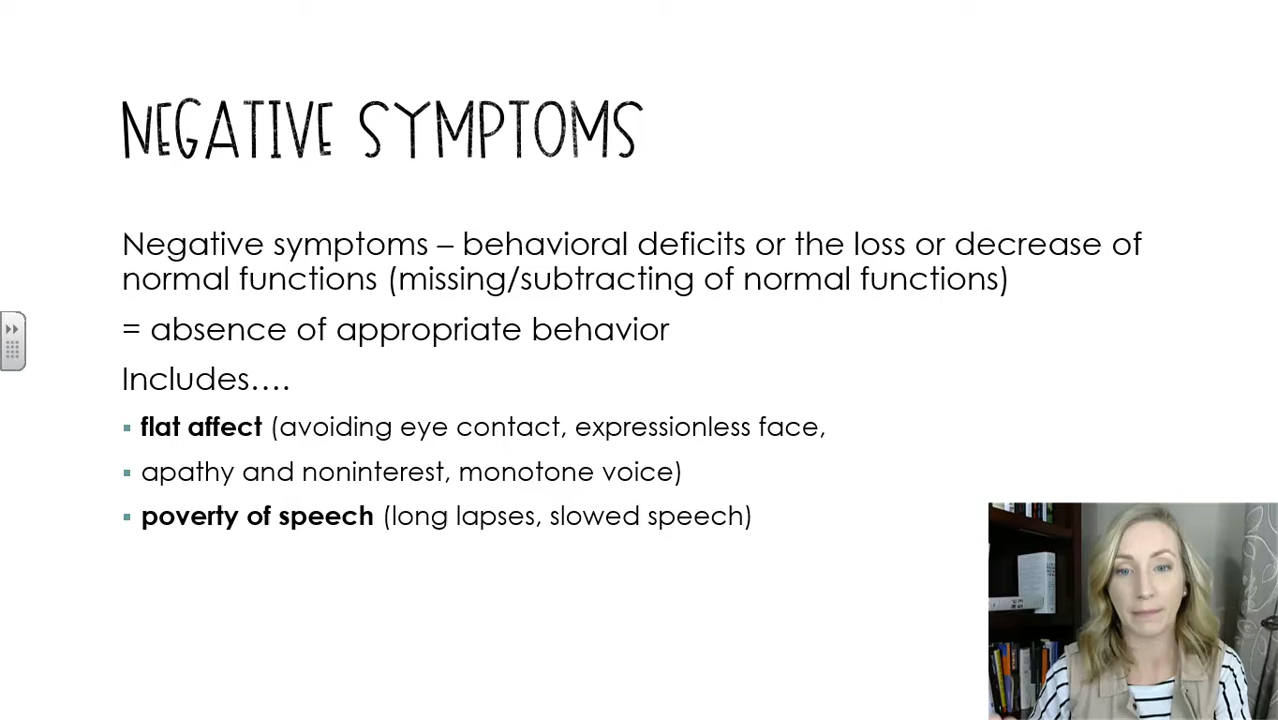 NEGATIVE SYMPTOMS
Negative symptoms – behavioral deficits or the loss or decrease of
normal functions (missing/subtracting of normal functions)
= absence of appropriate behavior
Includes….
▪ flat affect (avoiding eye contact, expressionless face,
▪ apathy and noninterest, monotone voice)
▪ poverty of speech (long lapses, slowed speech)